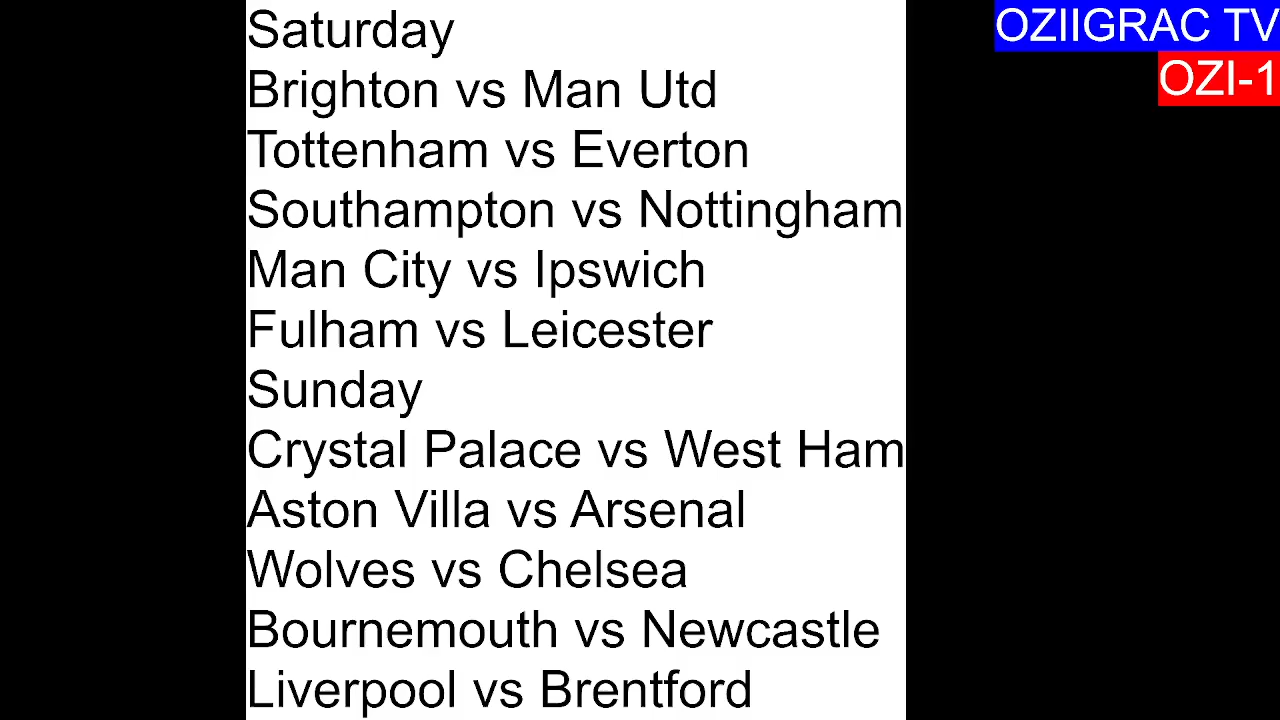 Saturday
Brighton vs Man Utd
Tottenham vs Everton
Southampton vs Nottingham
Man City vs Ipswich
Fulham vs Leicester
Sunday
Crystal Palace vs West Ham
Aston Villa vs Arsenal
Wolves vs Chelsea
Bournemouth vs Newcastle
Liverpool vs Brentford
OZIIGRAC TV
OZI-1